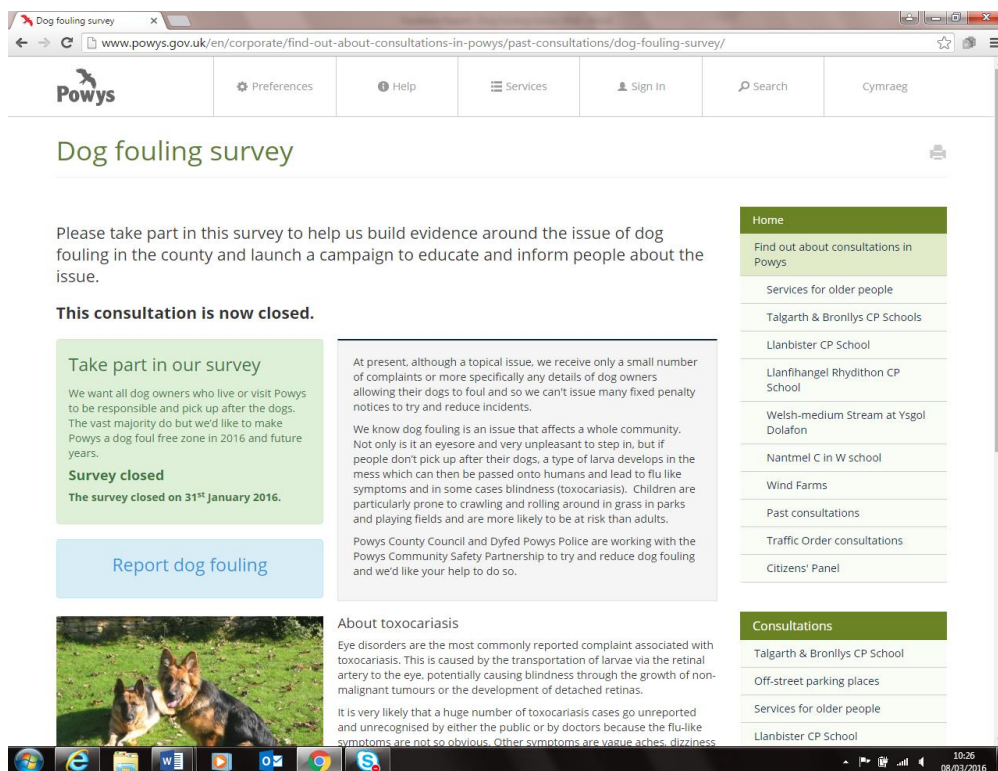 Dog fouling survey
www.powys.gov.uk/en/corporate/find-out-about-consultations-in-powys/past-consultations/dog-fouling-survey/
Powys
Preferences
Help
Services
Sign In
Search
Cymraeg
Dog fouling survey
Please take part in this survey to help us build evidence around the issue of dog
fouling in the county and launch a campaign to educate and inform people about the
issue.
This consultation is now closed.
Take part in our survey
We want all dog owners who live or visit Powys
to be responsible and pick up after the dogs.
The vast majority do but we'd like to make
Powys a dog foul free zone in 2016 and future
years.
Survey closed
The survey closed on 31st January 2016.
Report dog fouling
At present, although a topical issue, we receive only a small number
of complaints or more specifically any details of dog owners
allowing their dogs to foul and so we can't issue many fixed penalty
notices to try and reduce incidents.
We know dog fouling is an issue that affects a whole community.
Not only is it an eyesore and very unpleasant to step in, but if
people don't pick up after their dogs, a type of larva develops in the
mess which can then be passed onto humans and lead to flu like
symptoms and in some cases blindness (toxocariasis). Children are
particularly prone to crawling and rolling around in grass in parks
and playing fields and are more likely to be at risk than adults.
Powys County Council and Dyfed Powys Police are working with the
Powys Community Safety Partnership to try and reduce dog fouling
and we'd like your help to do so.
About toxocariasis
Eye disorders are the most commonly reported complaint associated with
toxocariasis. This is caused by the transportation of larvae via the retinal
artery to the eye, potentially causing blindness through the growth of non-
malignant tumours or the development of detached retinas.
It is very likely that a huge number of toxocariasis cases go unreported
and unrecognised by either the public or by doctors because the flu-like
symptoms are not so obvious. Other symptoms are vague aches, dizziness
Home
Find out about consultations in
Powys
Services for older people
Talgarth & Bronllys CP Schools
Llanbister CP School
Llanfihangel Rhydithon CP
School
Welsh-medium Stream at Ysgol
Dolafon
Nantmel C in W school
Wind Farms
Past consultations
Traffic Order consultations
Citizens' Panel
Consultations
Talgarth & Bronllys CP School
Off-street parking places
Services for older people
Llanbister CP School
10:26
08/03/2016